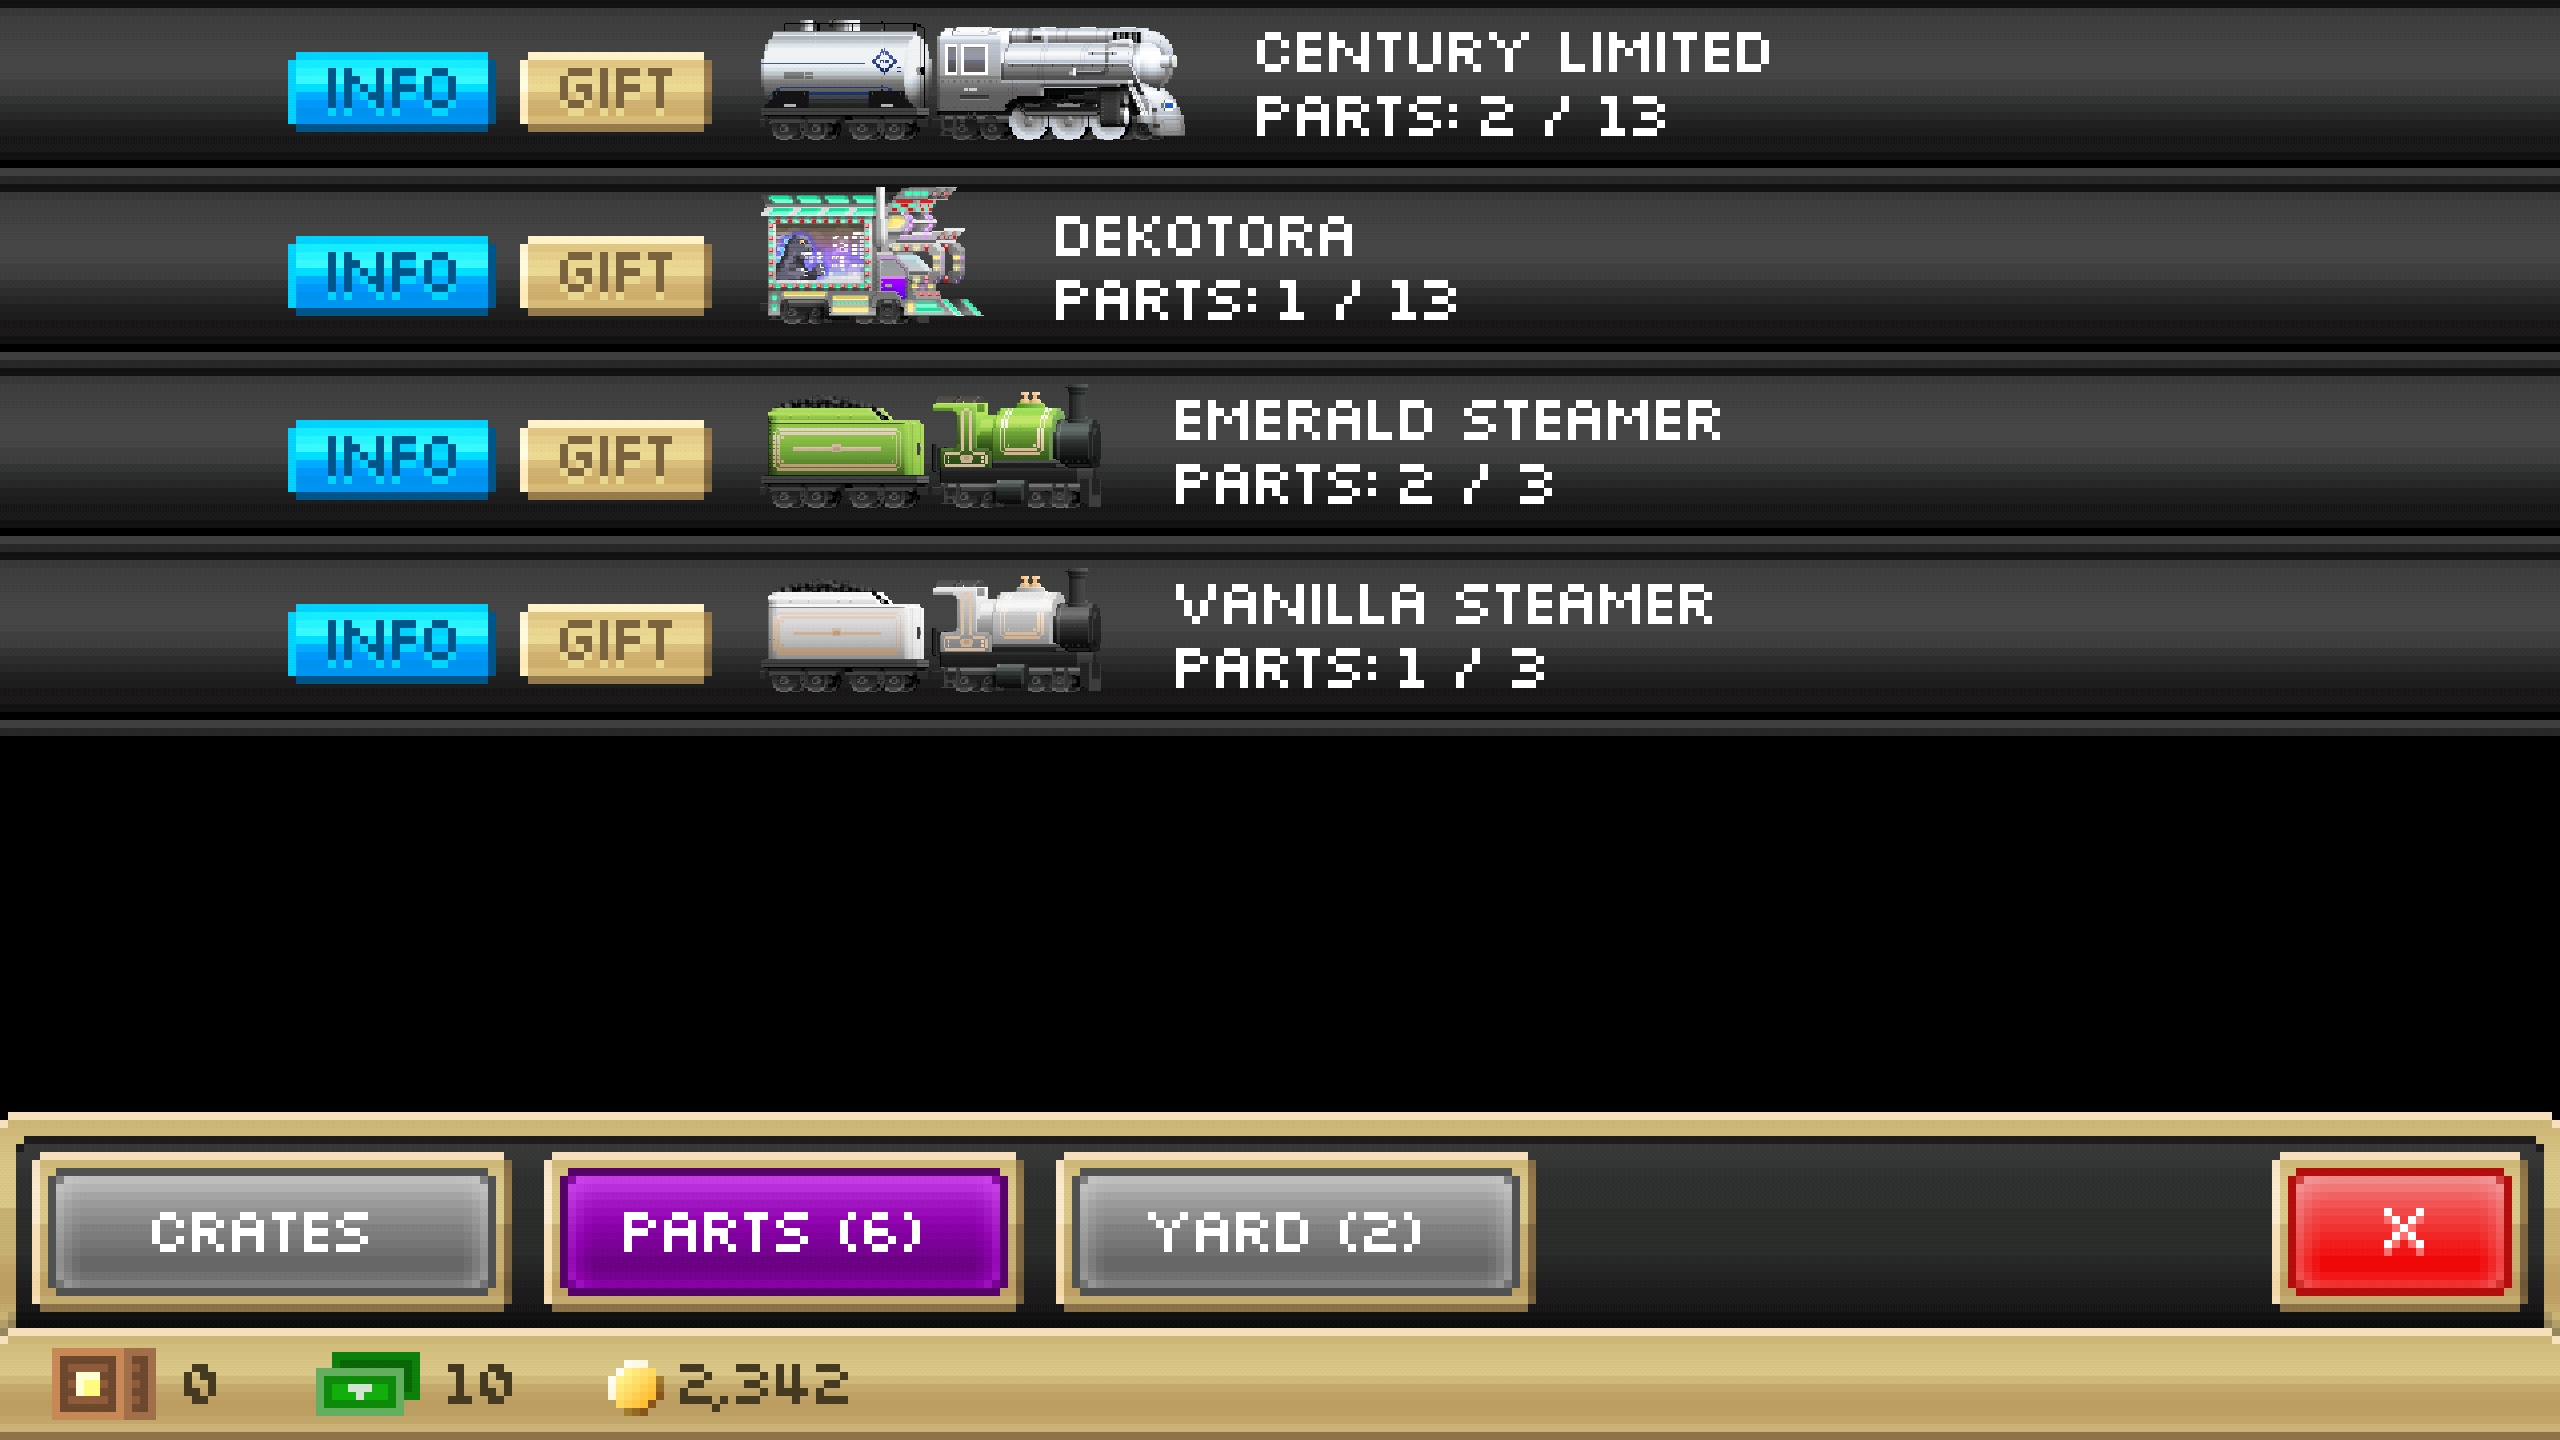 INFO GIFT CENTURY LIMITED
PARTS: 2 / 13
INFO GIFT DEKOTORA
PARTS: 1 / 13
INFO GIFT EMERALD STEAMER
PARTS: 2 / 3
INFO GIFT VANILLA STEAMER
PARTS: 1 / 3
CRATES PARTS (6) YARD (2) X
0 10 2,342